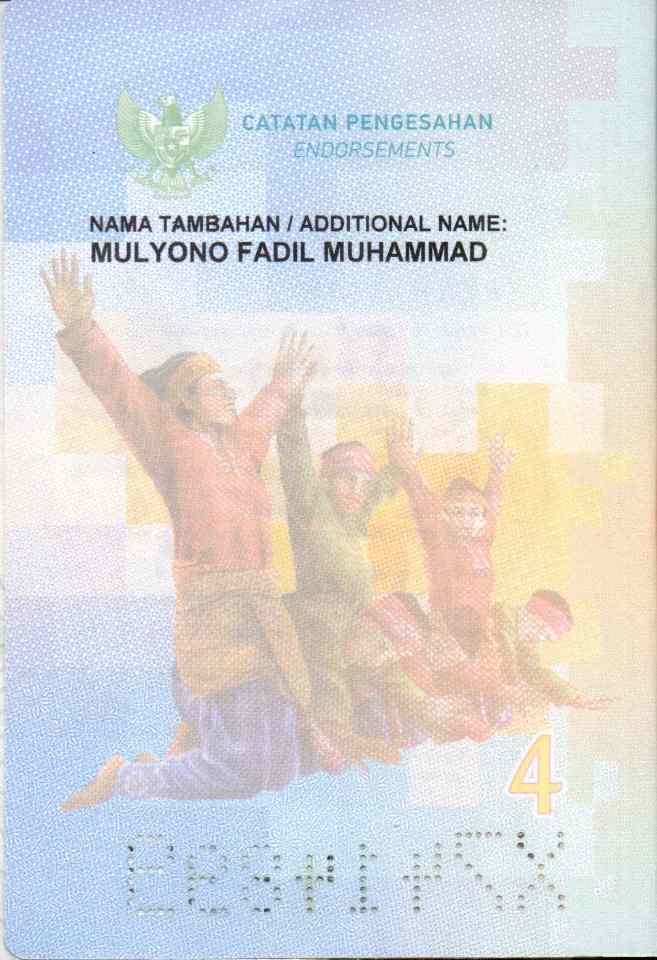 CATATAN PENGESAHAN
ENDORSEMENTS
NAMA TAMBAHAN / ADDITIONAL NAME:
MULYONO FADIL MUHAMMAD
4